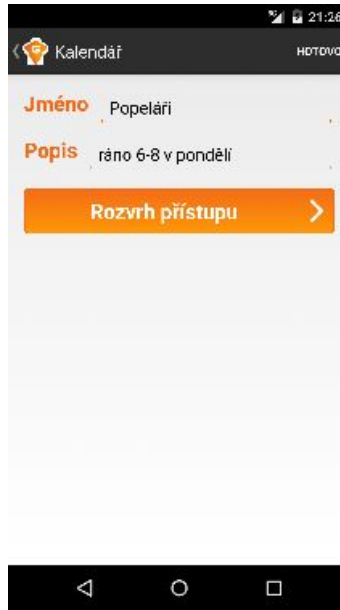 21:26
Kalendář
HOTOVO
Jméno Popeláři
Popis ráno 6-8 v pondělí
Rozvrh přístupu